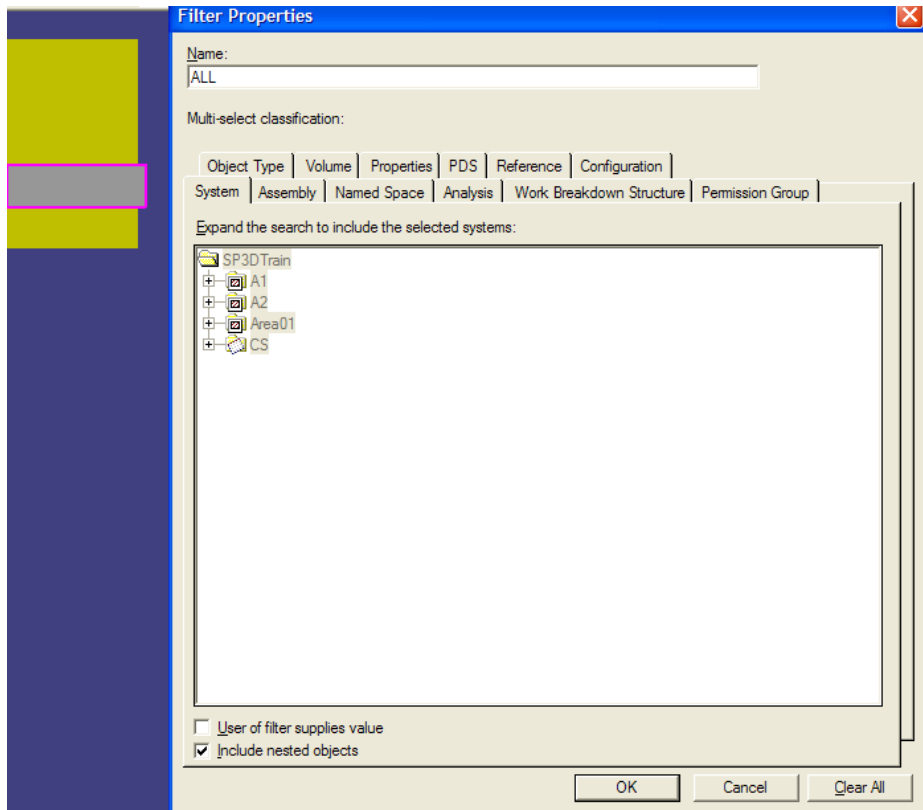 Filter Properties
Name:
ALL
Multi-select classification:
Object Type Volume Properties PDS Reference Configuration
System Assembly Named Space Analysis Work Breakdown Structure Permission Group
Expand the search to include the selected systems:
SP3DTrain
A1
A2
Area01
CS
User of filter supplies value
Include nested objects
OK Cancel Clear All